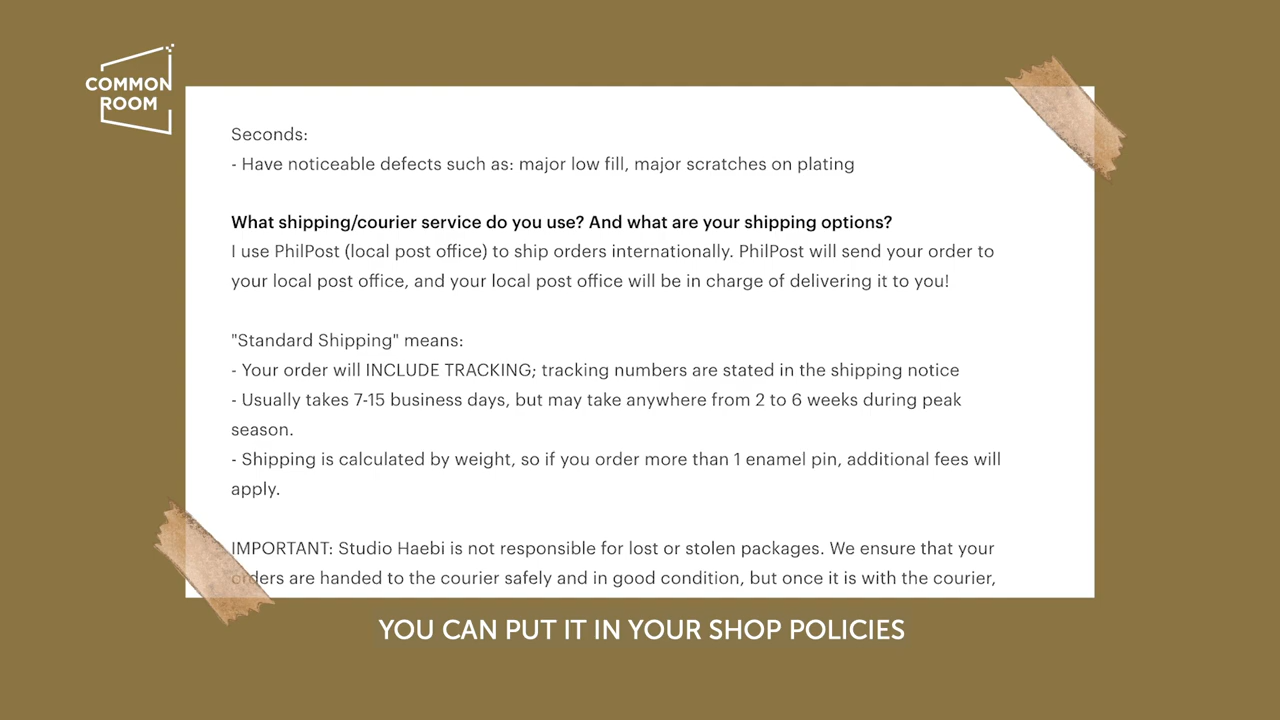 COMMON
ROOM
Seconds:
- Have noticeable defects such as: major low fill, major scratches on plating
What shipping/courier service do you use? And what are your shipping options?
I use PhilPost (local post office) to ship orders internationally. PhilPost will send your order to
your local post office, and your local post office will be in charge of delivering it to you!
"Standard Shipping" means:
- Your order will INCLUDE TRACKING; tracking numbers are stated in the shipping notice
- Usually takes 7-15 business days, but may take anywhere from 2 to 6 weeks during peak
season.
- Shipping is calculated by weight, so if you order more than 1 enamel pin, additional fees will
apply.
IMPORTANT: Studio Haebi is not responsible for lost or stolen packages. We ensure that your
orders are handed to the courier safely and in good condition, but once it is with the courier,
YOU CAN PUT IT IN YOUR SHOP POLICIES